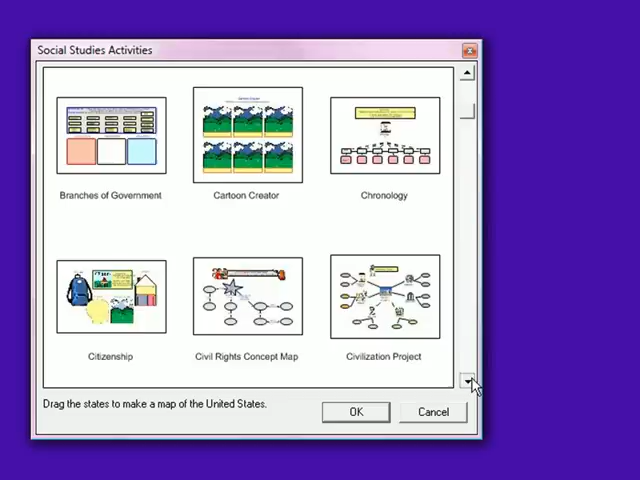 Social Studies Activities
Branches of Government
Cartoon Creator
Chronology
Citizenship
Civil Rights Concept Map
Civilization Project
Drag the states to make a map of the United States.
OK
Cancel